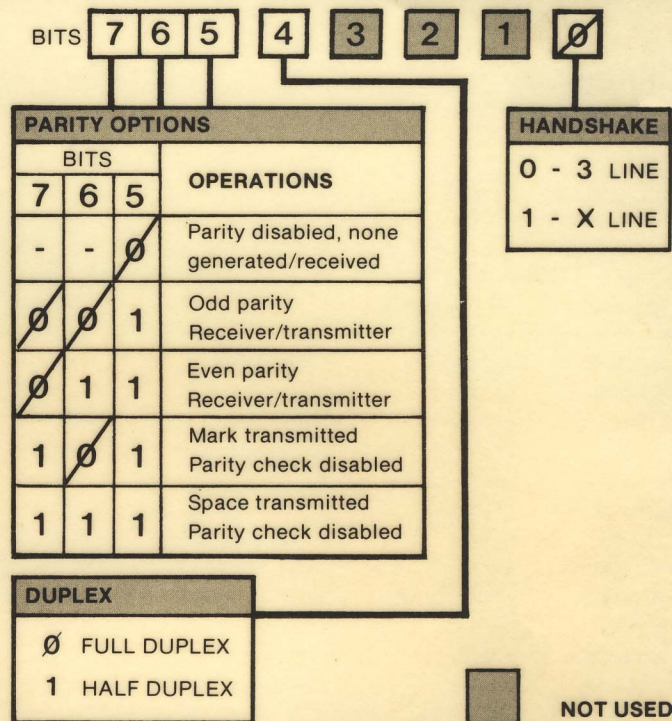 BITS 7 6 5 4 3 2 1 Ø
PARITY OPTIONS
BITS
7 6 5 OPERATIONS
- - Ø Parity disabled, none
generated/received
Ø Ø 1 Odd parity
Receiver/transmitter
Ø 1 1 Even parity
Receiver/transmitter
1 Ø 1 Mark transmitted
Parity check disabled
1 1 1 Space transmitted
Parity check disabled
HANDSHAKE
0 - 3 LINE
1 - X LINE
DUPLEX
Ø FULL DUPLEX
1 HALF DUPLEX
NOT USED